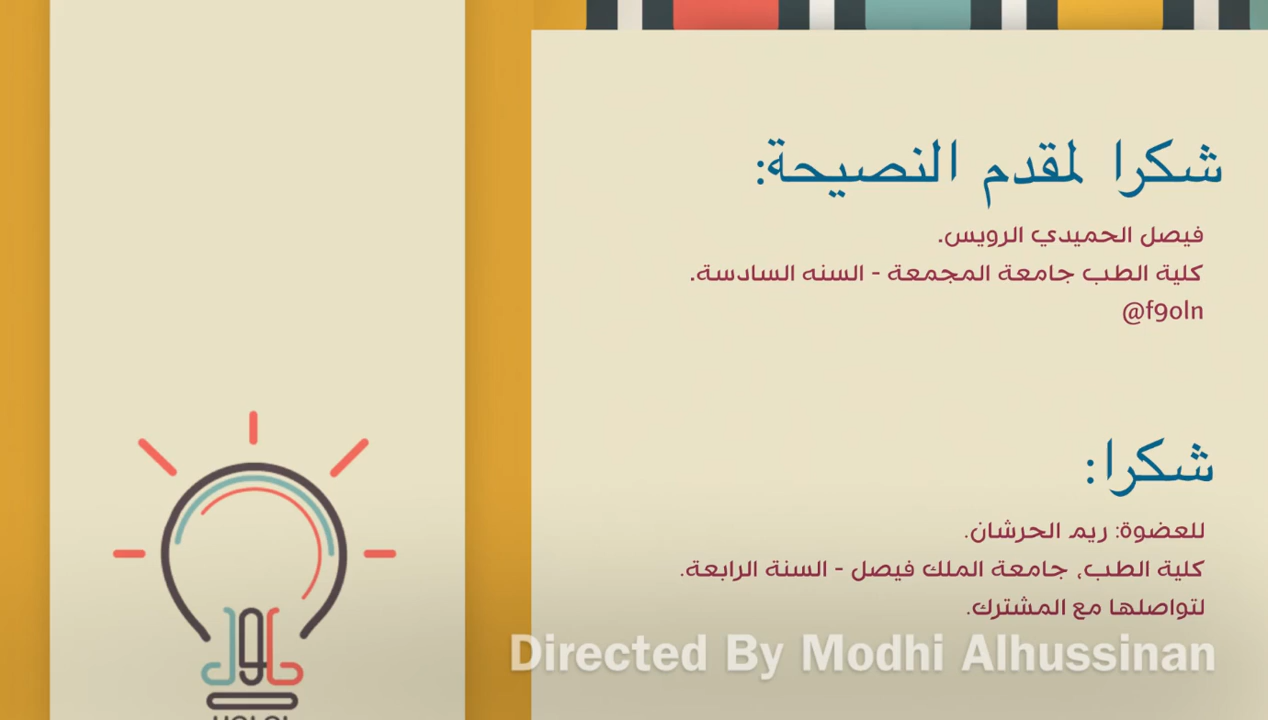 شكرا لمقدم النصيحة:
فيصل الحميدي الرويس.
كلية الطب جامعة المجمعة - السنه السادسة.
@f9oln
شكرا:
للعضوة: ريم الحرشان.
كلية الطب، جامعة الملك فيصل - السنة الرابعة.
لتواصلها مع المشترك.
Directed By Modhi Alhussinan
حلول